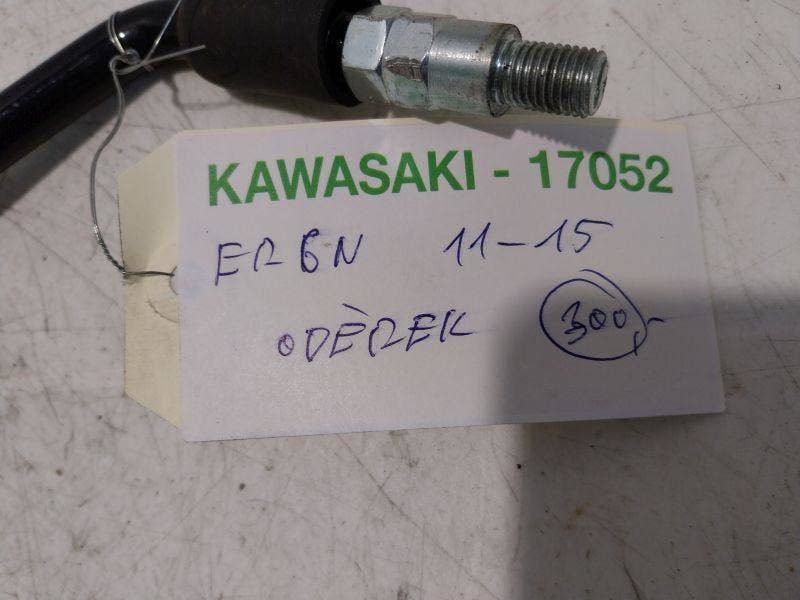 KAWASAKI - 17052
ER6N 11-15
ODĚREK 300,-